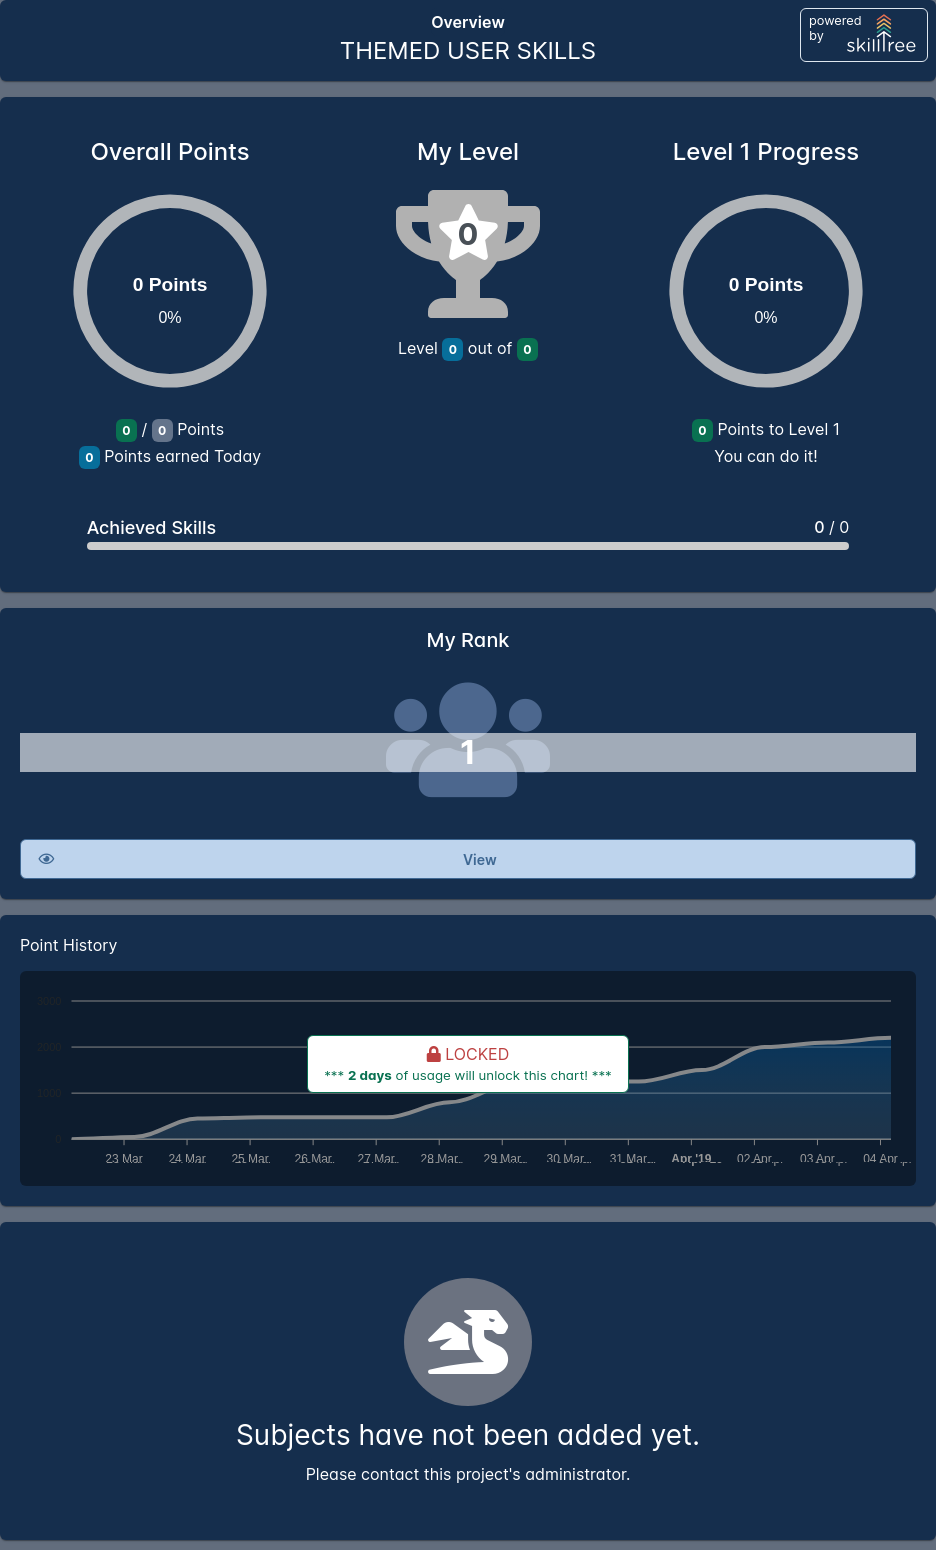 Overview
THEMED USER SKILLS
powered
by
skilltree
Overall Points
My Level
Level 1 Progress
0 Points
0%
0
0 Points
0%
Level 0 out of 0
0 / 0 Points
0 Points earned Today
0 Points to Level 1
You can do it!
Achieved Skills
0 / 0
My Rank
1
View
Point History
3000
2000
1000
0
LOCKED
*** 2 days of usage will unlock this chart! ***
23 Mar
24 Mar
25 Mar
26 Mar
27 Mar
28 Mar
29 Mar
30 Mar
31 Mar
Apr '19
02 Apr
03 Apr
04 Apr
Subjects have not been added yet.
Please contact this project's administrator.